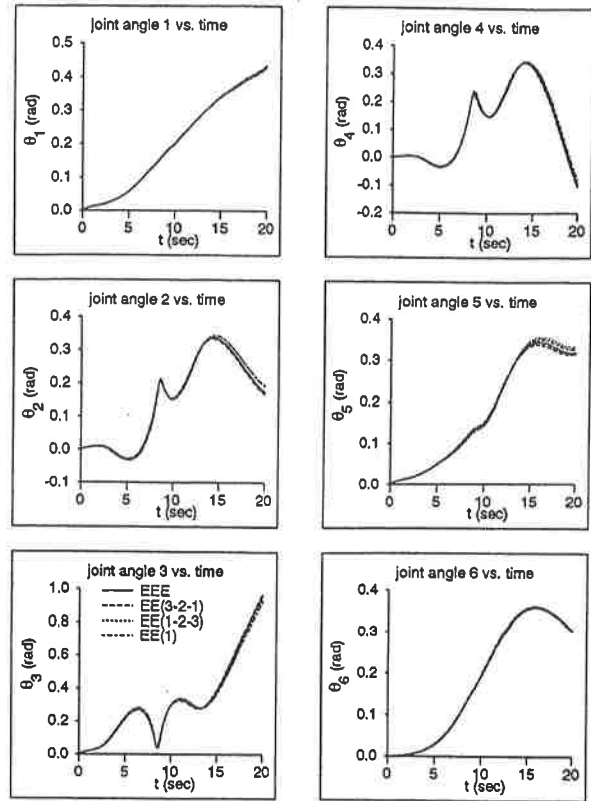 joint angle 1 vs. time
0.5
0.4
0.3
0.2
0.1
0.0
θ1 (rad)
0 5 10 15 20
t (sec)
joint angle 4 vs. time
0.4
0.3
0.2
0.1
0.0
-0.1
-0.2
θ4 (rad)
0 5 10 15 20
t (sec)
joint angle 2 vs. time
0.4
0.3
0.2
0.1
0.0
-0.1
θ2 (rad)
0 5 10 15 20
t (sec)
joint angle 5 vs. time
0.4
0.3
0.2
0.1
0.0
θ5 (rad)
0 5 10 15 20
t (sec)
joint angle 3 vs. time
EEE
EE(3-2-1)
EE(1-2-3)
EE(1)
1.0
0.8
0.6
0.4
0.2
0.0
θ3 (rad)
0 5 10 15 20
t (sec)
joint angle 6 vs. time
0.4
0.3
0.2
0.1
0.0
θ6 (rad)
0 5 10 15 20
t (sec)